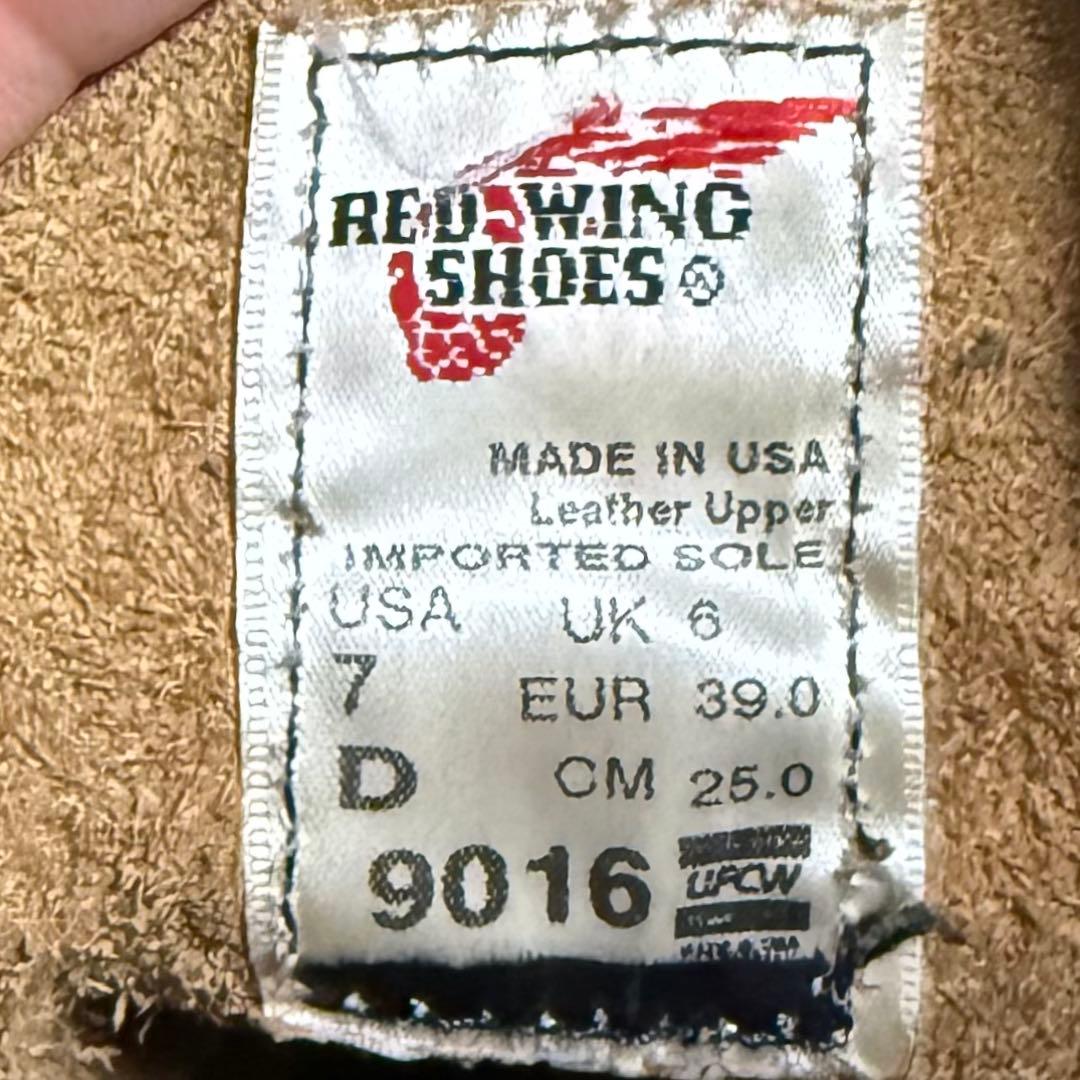 RED WING
SHOES ®
MADE IN USA
Leather Upper
IMPORTED SOLE
USA UK 6
7 EUR 39.0
D CM 25.0
9016 UFCW